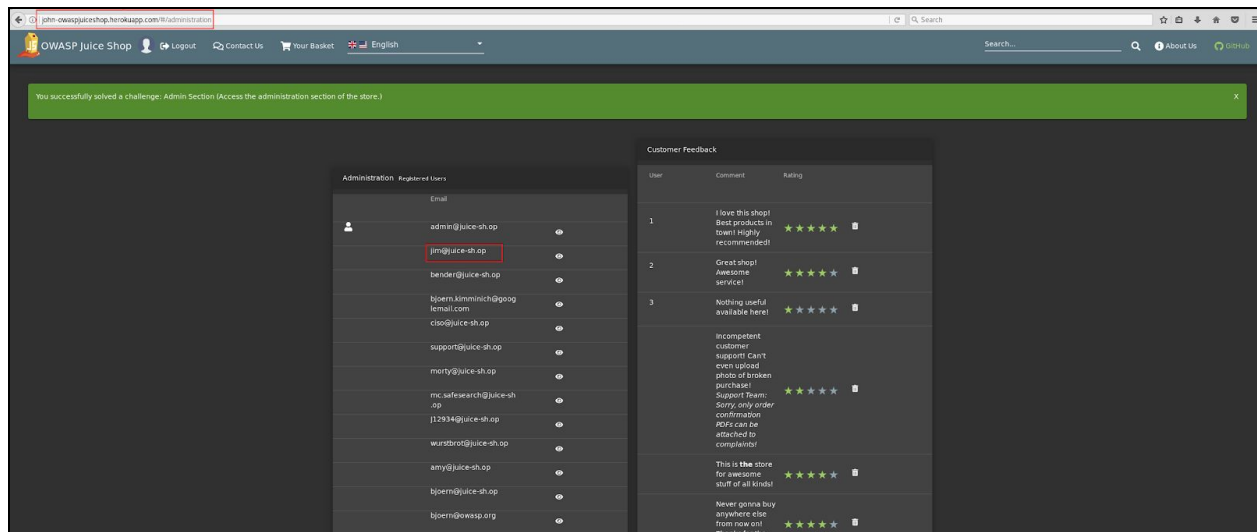 john-owaspjuiceshop.herokuapp.com/#/administration
Search
OWASP Juice Shop
Logout
Contact Us
Your Basket
English
Search...
About Us
GitHub
You successfully solved a challenge: Admin Section (Access the administration section of the store.)
X
Administration Registered Users
Email
admin@juice-sh.op
jim@juice-sh.op
bender@juice-sh.op
bjoern.kimminich@goog
lemail.com
ciso@juice-sh.op
support@juice-sh.op
morty@juice-sh.op
mc.safesearch@juice-sh
.op
J12934@juice-sh.op
wurstbrot@juice-sh.op
amy@juice-sh.op
bjoern@juice-sh.op
bjoern@owasp.org
Customer Feedback
User Comment Rating
1
I love this shop!
Best products in
town! Highly
recommended!
2
Great shop!
Awesome
service!
3
Nothing useful
available here!
Incompetent
customer
support! Can't
even upload
photo of broken
purchase!
Support Team:
Sorry, only order
confirmation
PDFs can be
attached to
complaints!
This is the store
for awesome
stuff of all kinds!
Never gonna buy
anywhere else
from now on!